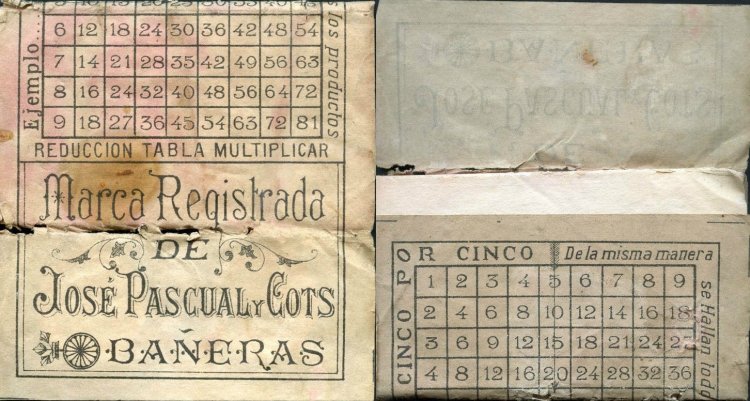 Ejemplo...
6 12 18 24 30 36 42 48 54
7 14 21 28 35 42 49 56 63
8 16 24 32 40 48 56 64 72
9 18 27 36 45 54 63 72 81
s los productos
REDUCCION TABLA MULTIPLICAR
Marca Registrada
DE
JOSÉ PASCUAL Y COTS
BAÑERAS
CINCO POR CINCO
De la misma manera
se Hallan todo
1 2 3 4 5 6 7 8 9
2 4 6 8 10 12 14 16 18
3 6 9 12 15 18 21 24 27
4 8 12 16 20 24 28 32 36